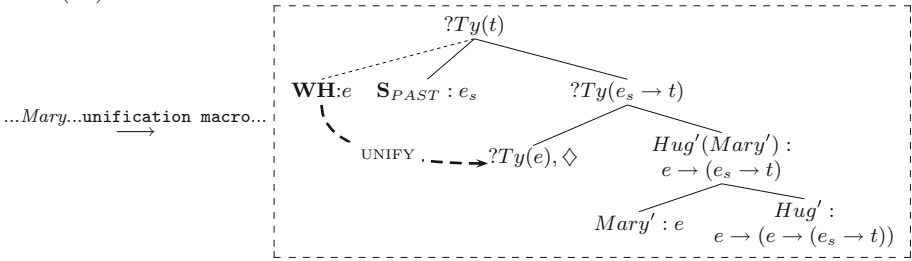 ?Ty(t)
WH:e S_PAST : e_s ?Ty(e_s → t)
...Mary...unification macro... ⟶
UNIFY ?Ty(e), ♢ Hug′(Mary′) :
e → (e_s → t)
Mary′ : e Hug′ :
e → (e → (e_s → t))